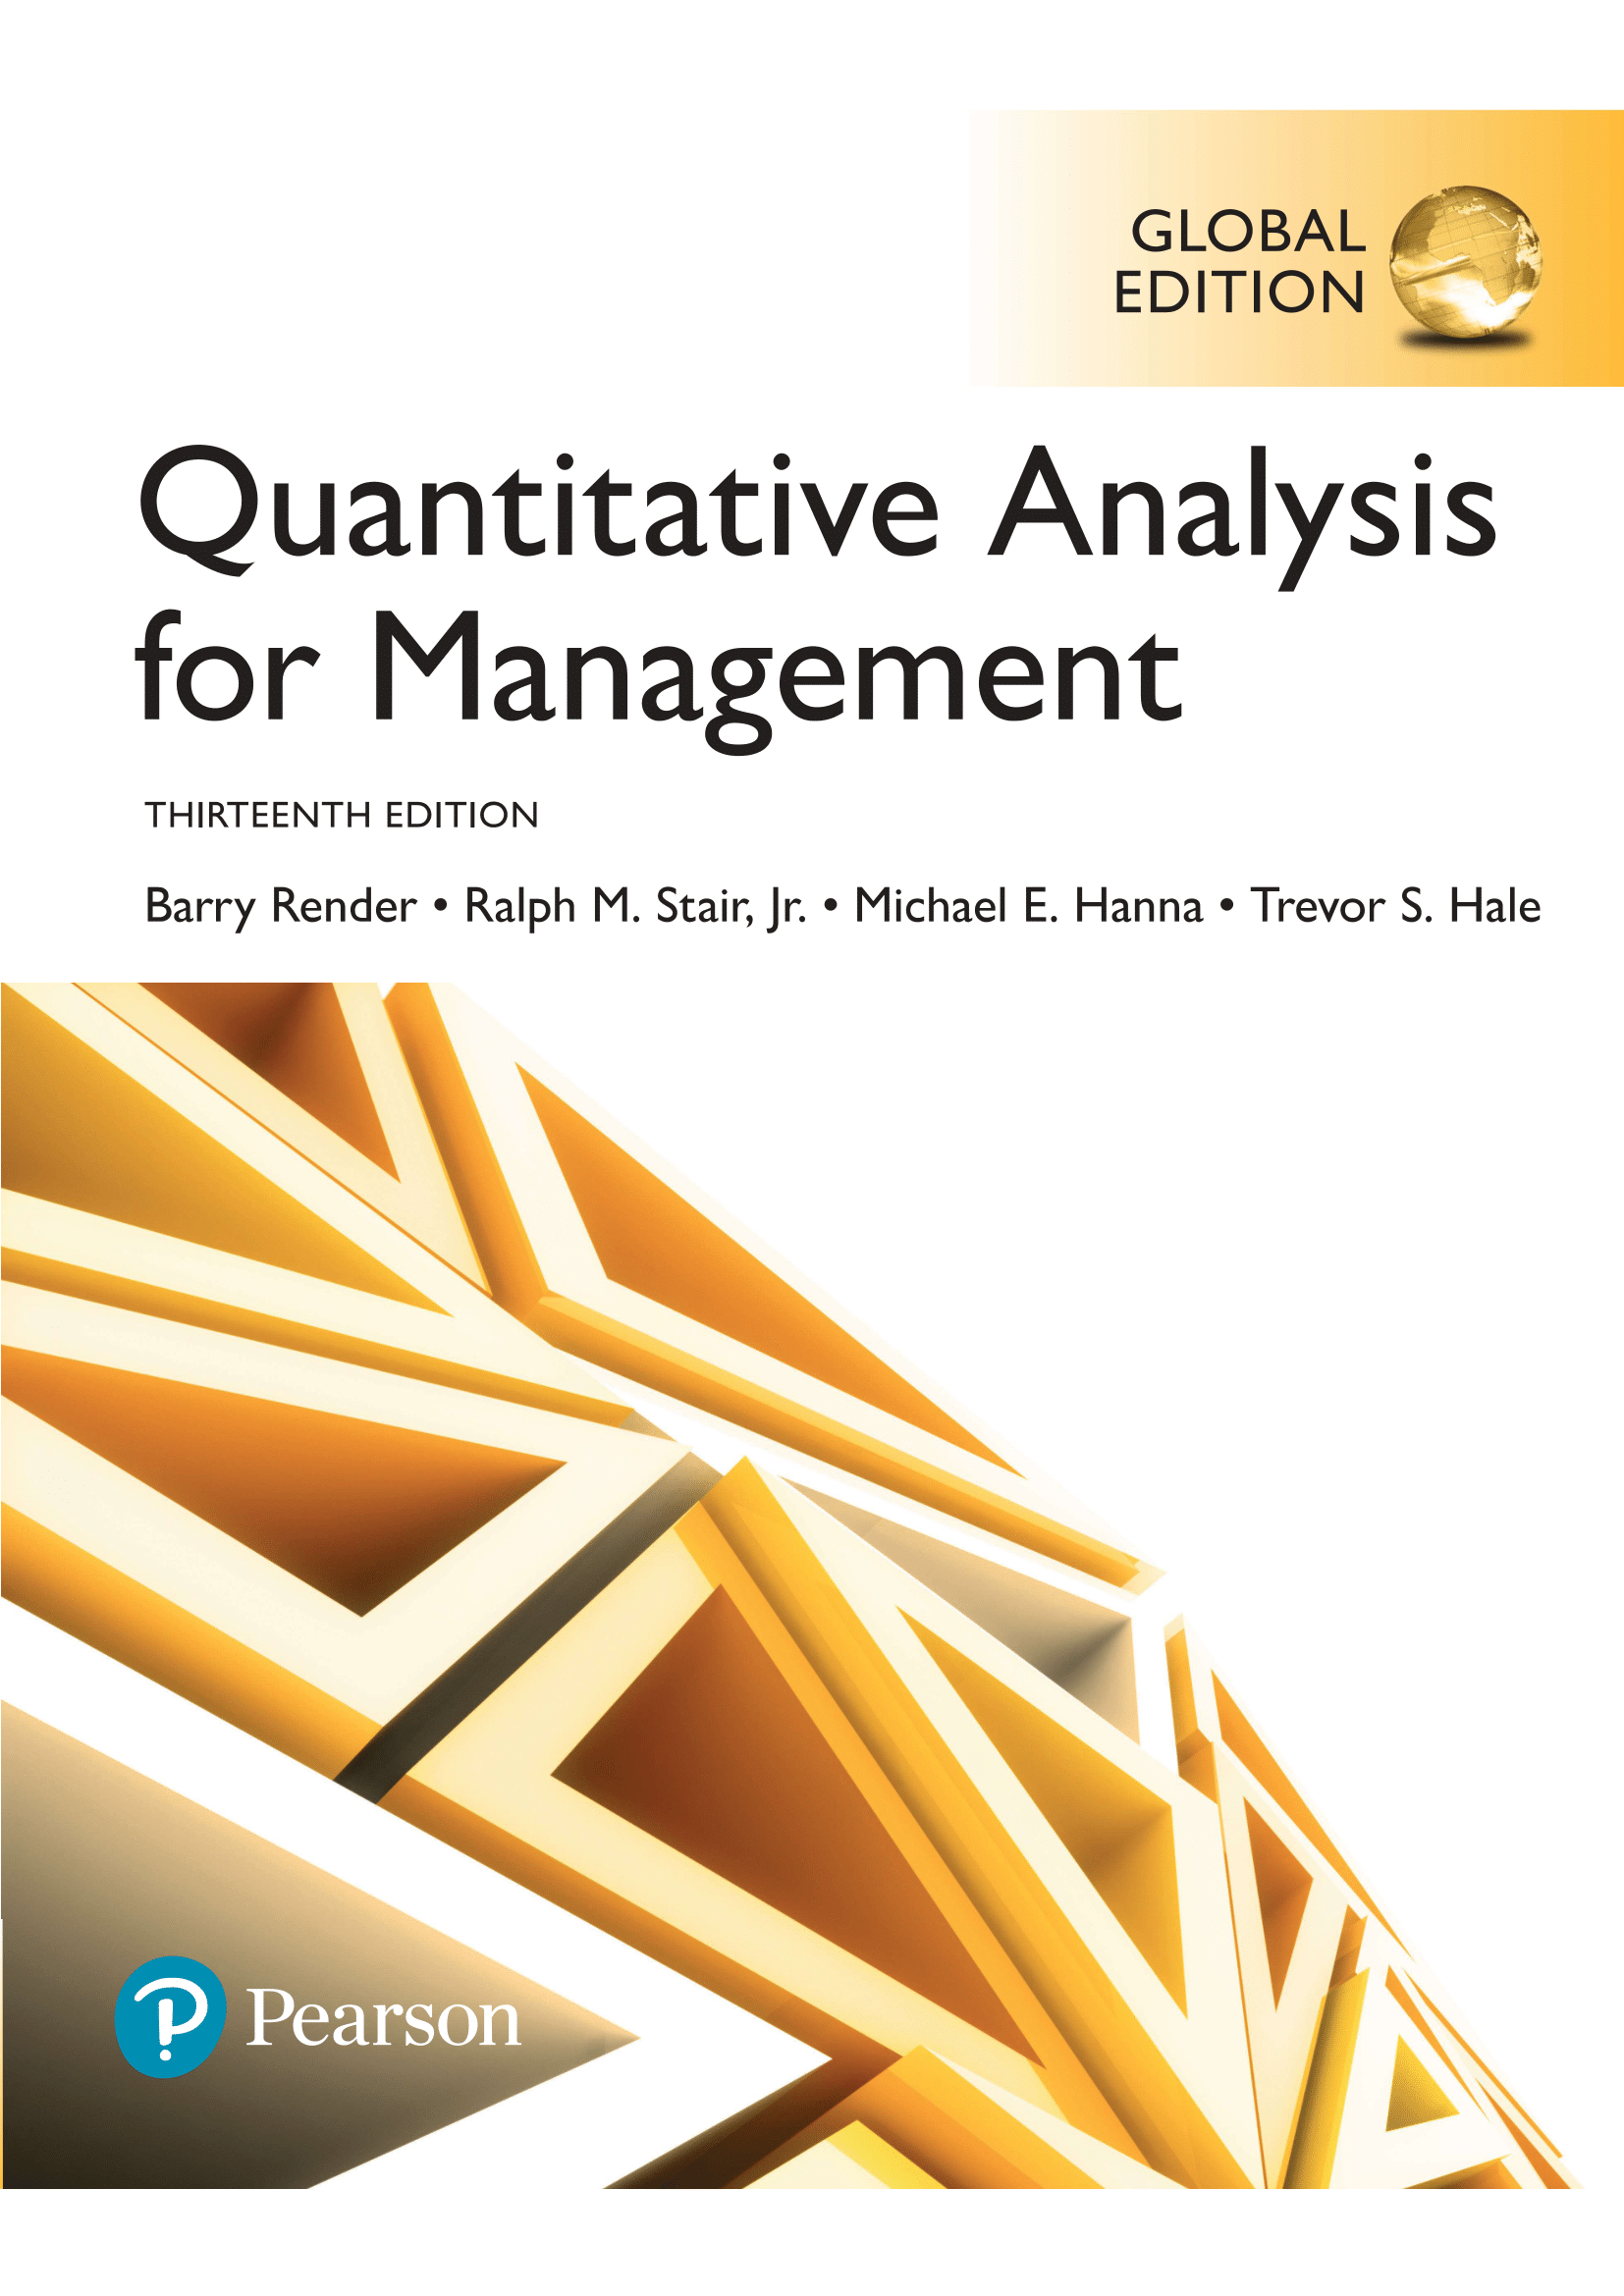 GLOBAL
EDITION
Quantitative Analysis
for Management
THIRTEENTH EDITION
Barry Render • Ralph M. Stair, Jr. • Michael E. Hanna • Trevor S. Hale
Pearson